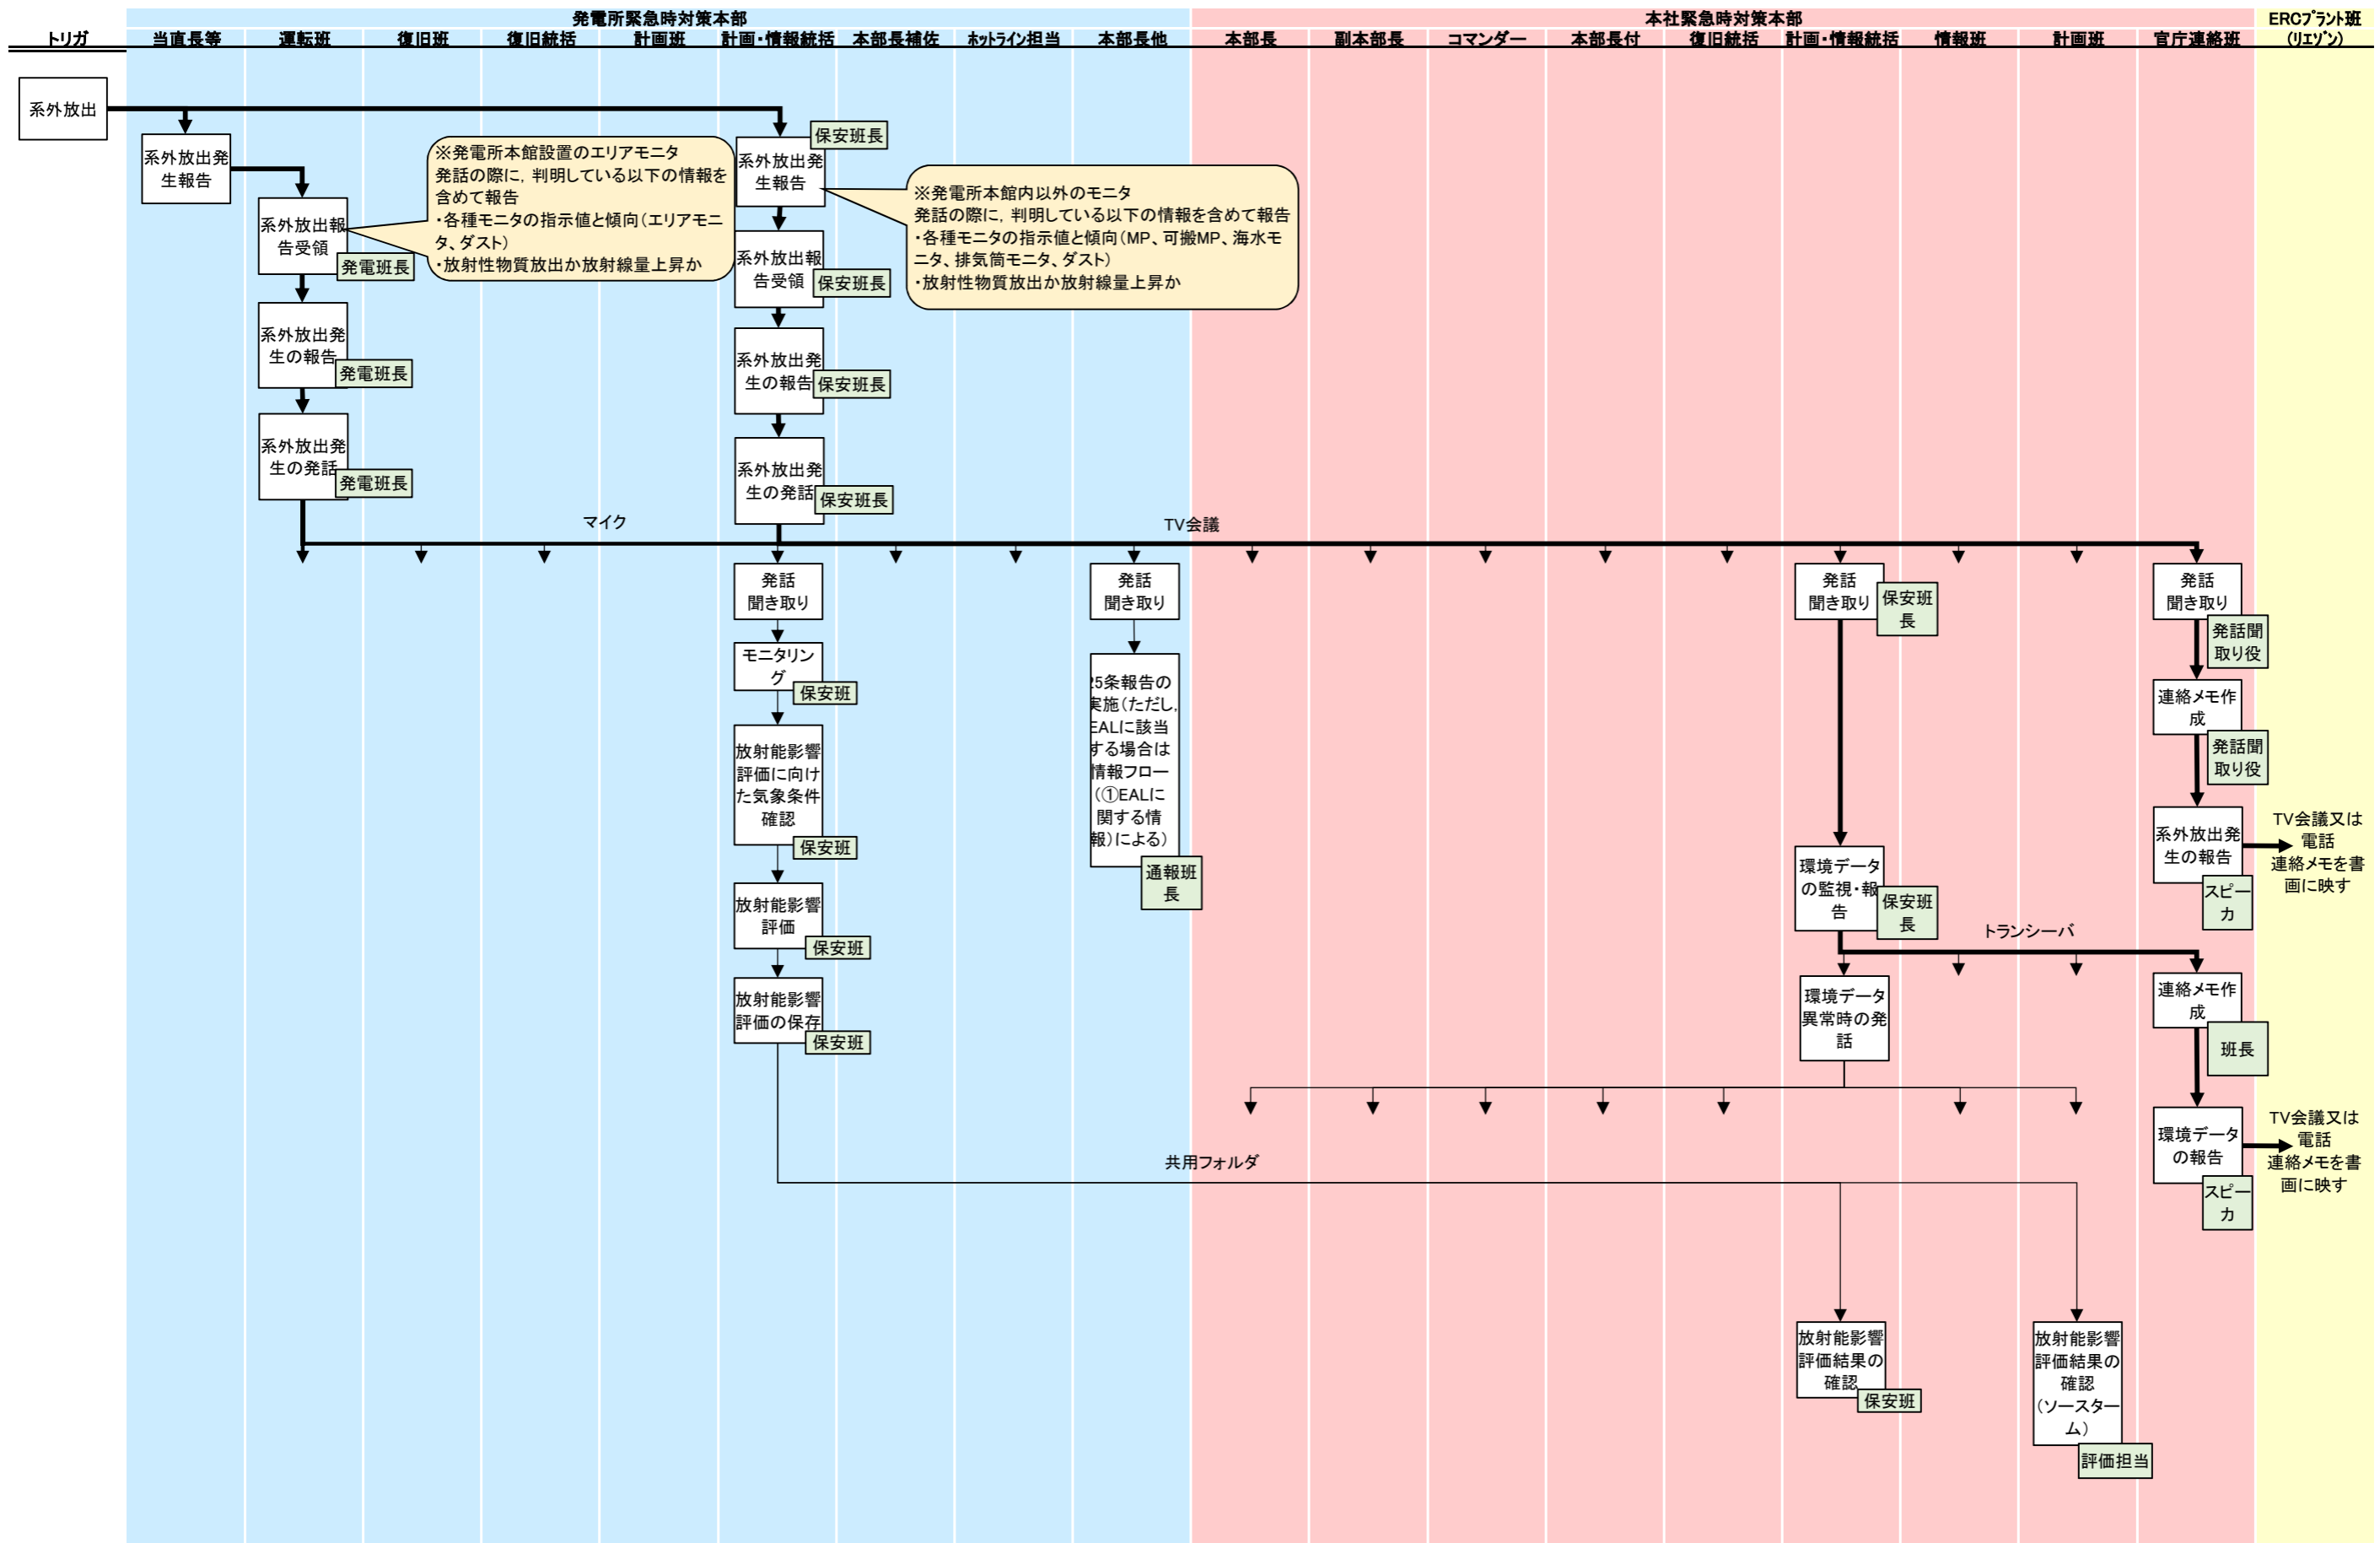 発電所緊急時対策本部
本社緊急時対策本部
ERCプラント班
(リエゾン)
トリガ
当直長等
運転班
復旧班
復旧統括
計画班
計画・情報統括
本部長補佐
ホットライン担当
本部長他
本部長
副本部長
コマンダー
本部長付
復旧統括
計画・情報統括
情報班
計画班
官庁連絡班
系外放出
系外放出発
生報告
系外放出報
告受領
発電班長
※発電所本館設置のエリアモニタ
発話の際に，判明している以下の情報を
含めて報告
・各種モニタの指示値と傾向（エリアモニ
タ、ダスト）
・放射性物質放出か放射線量上昇か
系外放出発
生の報告
発電班長
系外放出発
生の発話
発電班長
系外放出発
生報告
保安班長
※発電所本館内以外のモニタ
発話の際に，判明している以下の情報を含めて報告
・各種モニタの指示値と傾向（MP、可搬MP、海水モ
ニタ、排気筒モニタ、ダスト）
・放射性物質放出か放射線量上昇か
系外放出報
告受領
保安班長
系外放出発
生の報告
保安班長
系外放出発
生の発話
保安班長
マイク
TV会議
発話
聞き取り
モニタリン
グ
保安班
放射能影響
評価に向け
た気象条件
確認
保安班
放射能影響
評価
保安班
放射能影響
評価の保存
保安班
発話
聞き取り
25条報告の
実施（ただし，
EALに該当
する場合は
情報フロー
（①EALに
関する情
報）による）
通報班
長
発話
聞き取り
保安班
長
環境データ
の監視・報
告
保安班
長
トランシーバ
環境データ
異常時の発
話
発話
聞き取り
発話聞
取り役
連絡メモ作
成
発話聞
取り役
系外放出発
生の報告
スピー
カ
TV会議又は
電話
連絡メモを書
画に映す
連絡メモ作
成
班長
環境データ
の報告
スピー
カ
TV会議又は
電話
連絡メモを書
画に映す
共用フォルダ
放射能影響
評価結果の
確認
保安班
放射能影響
評価結果の
確認
（ソースター
ム）
評価担当